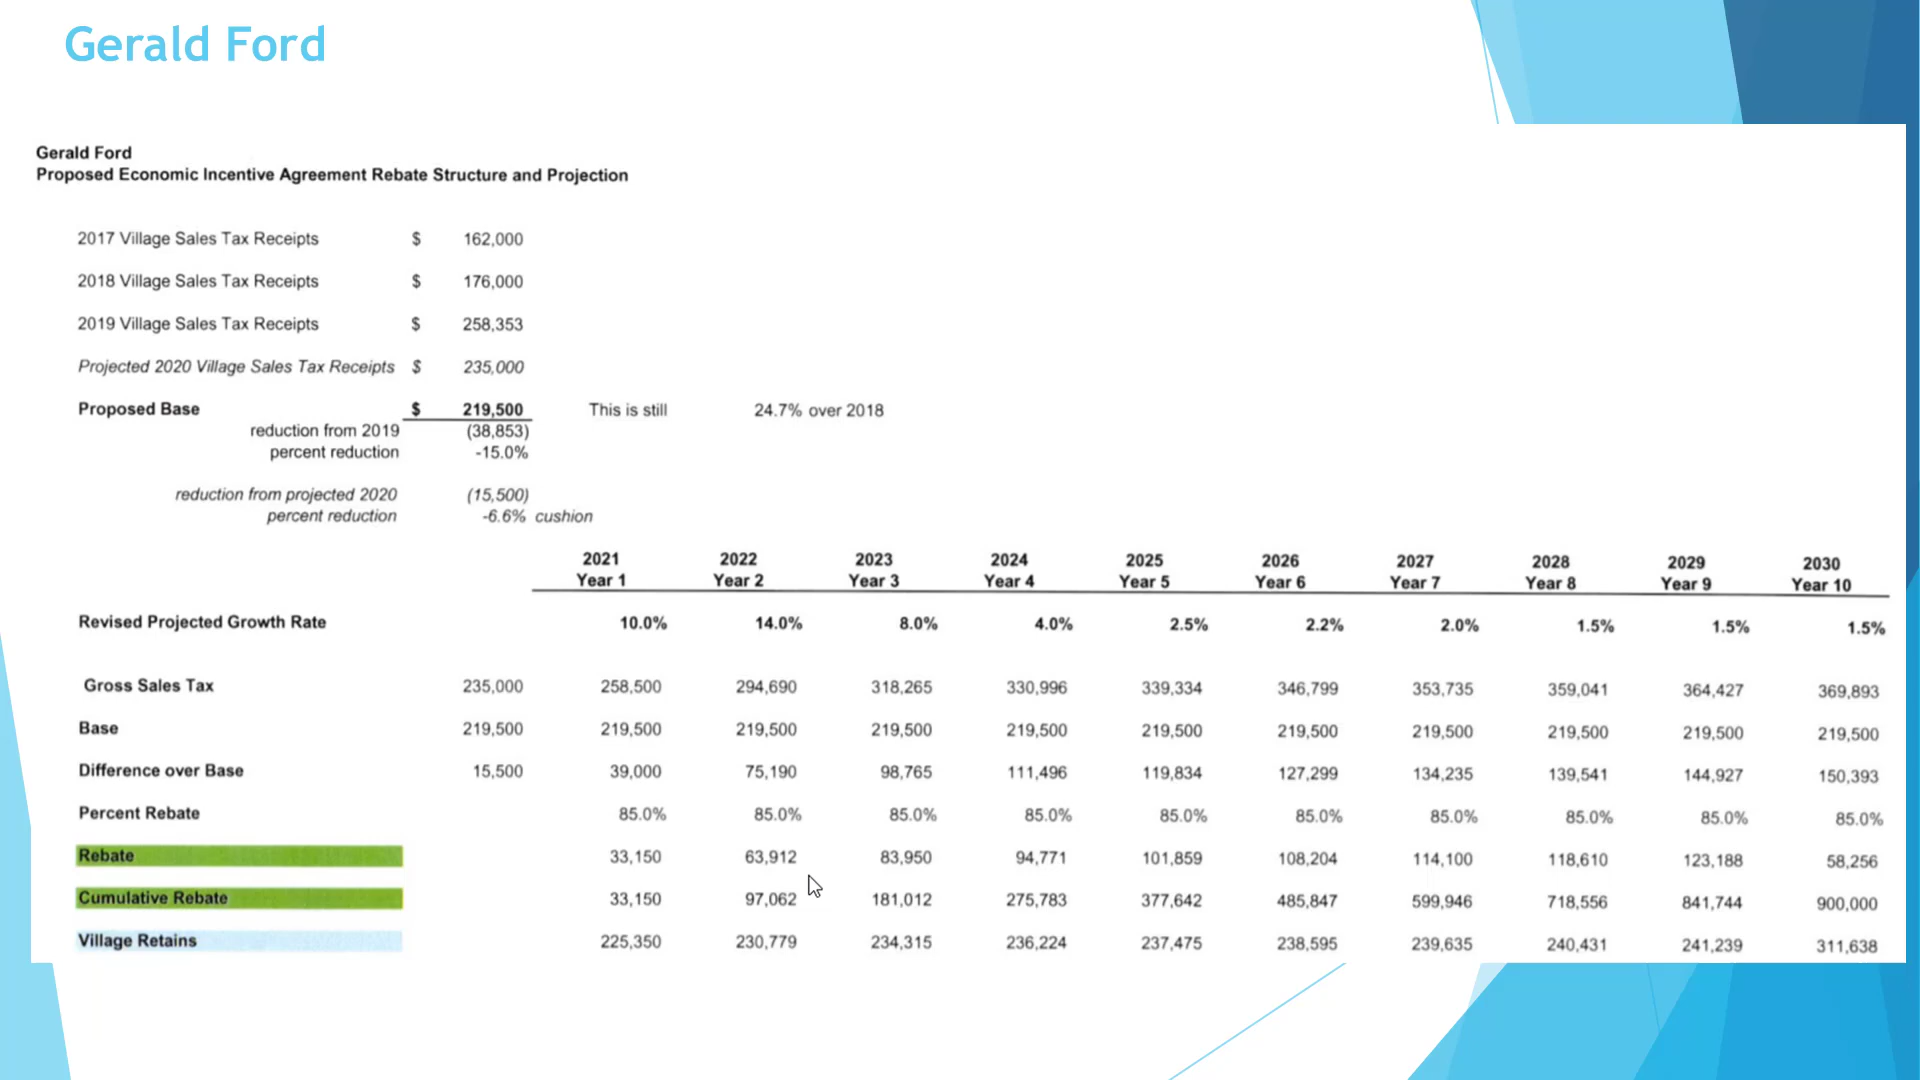 Gerald Ford
Gerald Ford
Proposed Economic Incentive Agreement Rebate Structure and Projection
2017 Village Sales Tax Receipts $ 162,000
2018 Village Sales Tax Receipts $ 176,000
2019 Village Sales Tax Receipts $ 258,353
Projected 2020 Village Sales Tax Receipts $ 235,000
Proposed Base $ 219,500 This is still 24.7% over 2018
reduction from 2019 (38,853)
percent reduction -15.0%
reduction from projected 2020 (15,500)
percent reduction -6.6% cushion
2021 2022 2023 2024 2025 2026 2027 2028 2029 2030
Year 1 Year 2 Year 3 Year 4 Year 5 Year 6 Year 7 Year 8 Year 9 Year 10
Revised Projected Growth Rate 10.0% 14.0% 8.0% 4.0% 2.5% 2.2% 2.0% 1.5% 1.5% 1.5%
Gross Sales Tax 235,000 258,500 294,690 318,265 330,996 339,334 346,799 353,735 359,041 364,427 369,893
Base 219,500 219,500 219,500 219,500 219,500 219,500 219,500 219,500 219,500 219,500 219,500
Difference over Base 15,500 39,000 75,190 98,765 111,496 119,834 127,299 134,235 139,541 144,927 150,393
Percent Rebate 85.0% 85.0% 85.0% 85.0% 85.0% 85.0% 85.0% 85.0% 85.0% 85.0%
Rebate 33,150 63,912 83,950 94,771 101,859 108,204 114,100 118,610 123,188 58,256
Cumulative Rebate 33,150 97,062 181,012 275,783 377,642 485,847 599,946 718,556 841,744 900,000
Village Retains 225,350 230,779 234,315 236,224 237,475 238,595 239,635 240,431 241,239 311,638